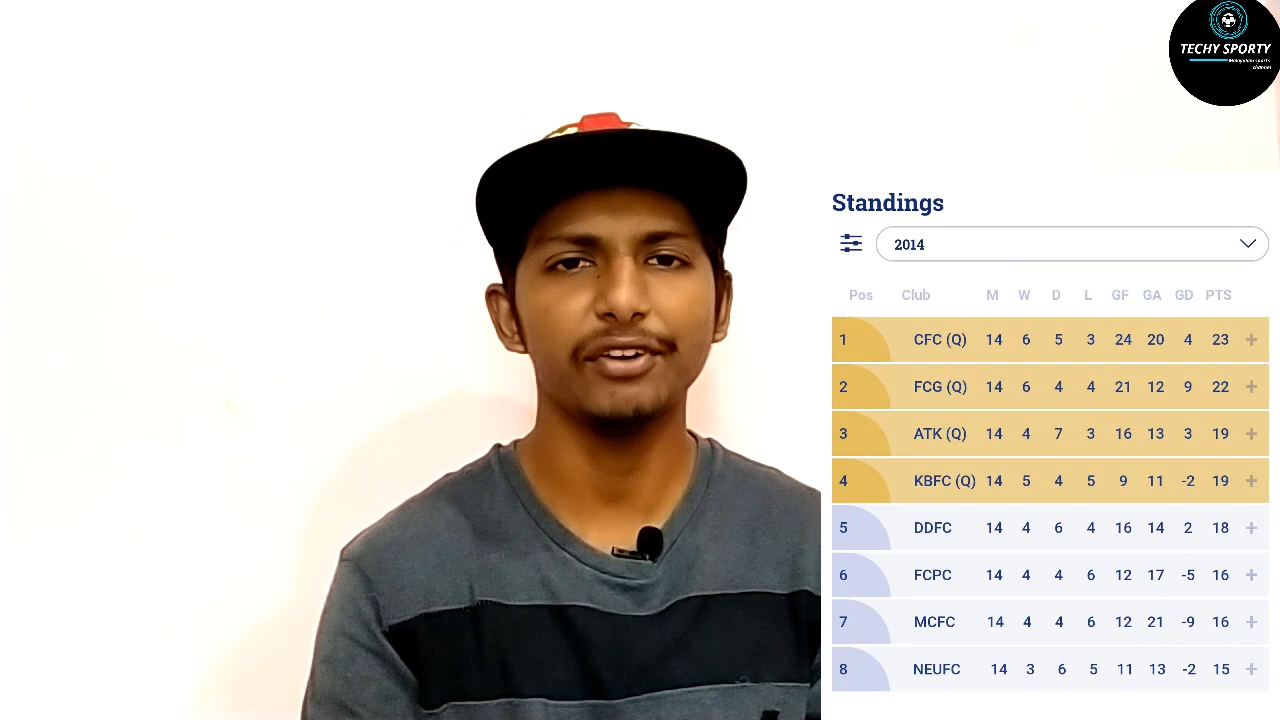 TECHY SPORTY
Malayalam sports
channel
Standings
2014
Pos Club M W D L GF GA GD PTS
1 CFC (Q) 14 6 5 3 24 20 4 23 +
2 FCG (Q) 14 6 4 4 21 12 9 22 +
3 ATK (Q) 14 4 7 3 16 13 3 19 +
4 KBFC (Q) 14 5 4 5 9 11 -2 19 +
5 DDFC 14 4 6 4 16 14 2 18 +
6 FCPC 14 4 4 6 12 17 -5 16 +
7 MCFC 14 4 4 6 12 21 -9 16 +
8 NEUFC 14 3 6 5 11 13 -2 15 +